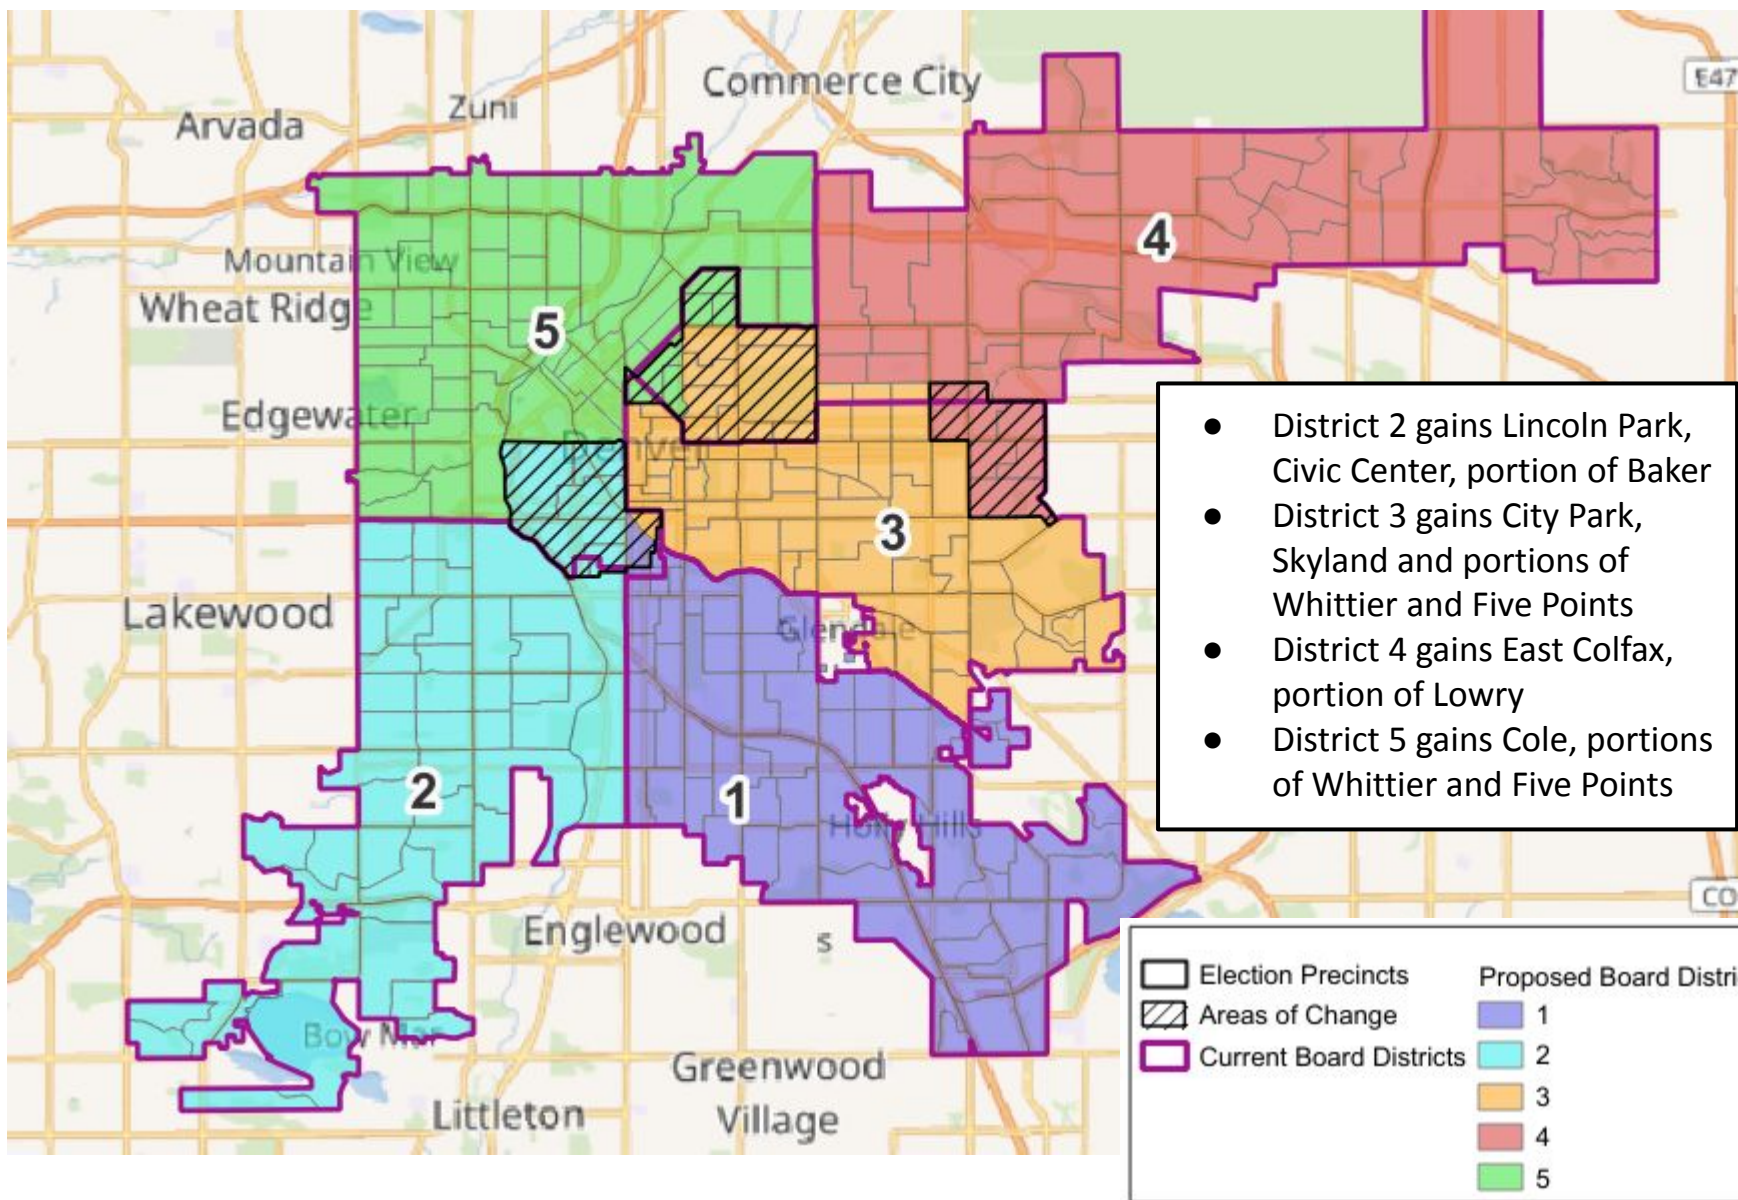 Commerce City
E47
Zuni
Arvada
4
Mountain View
Wheat Ridge
5
Edgewater
Denver
● District 2 gains Lincoln Park,
Civic Center, portion of Baker
● District 3 gains City Park,
Skyland and portions of
Whittier and Five Points
● District 4 gains East Colfax,
portion of Lowry
● District 5 gains Cole, portions
of Whittier and Five Points
3
Lakewood
Glendale
2
1
Holly Hills
CO
Englewood
s
Bow Mar
Greenwood
Village
Littleton
Election Precincts
Areas of Change
Current Board Districts
Proposed Board Distri
1
2
3
4
5